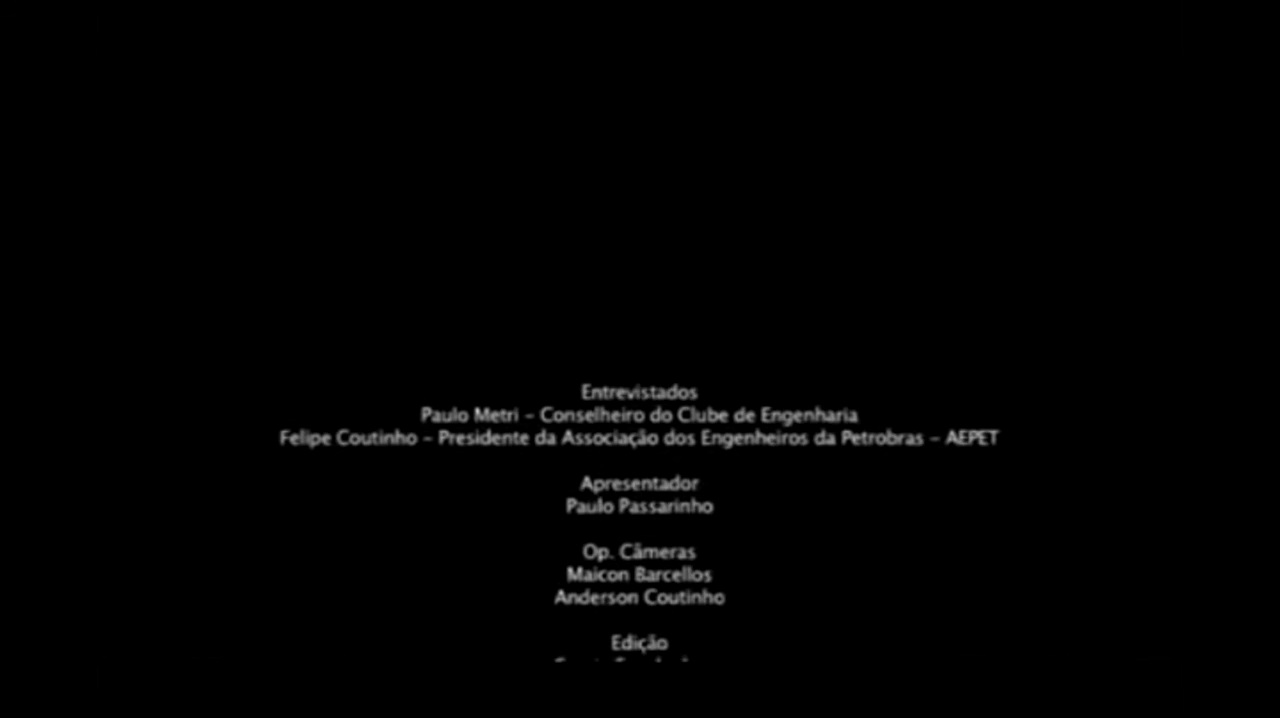 Entrevistados
Paulo Metri – Conselheiro do Clube de Engenharia
Felipe Coutinho – Presidente da Associação dos Engenheiros da Petrobras – AEPET
Apresentador
Paulo Passarinho
Op. Câmeras
Maicon Barcellos
Anderson Coutinho
Edição